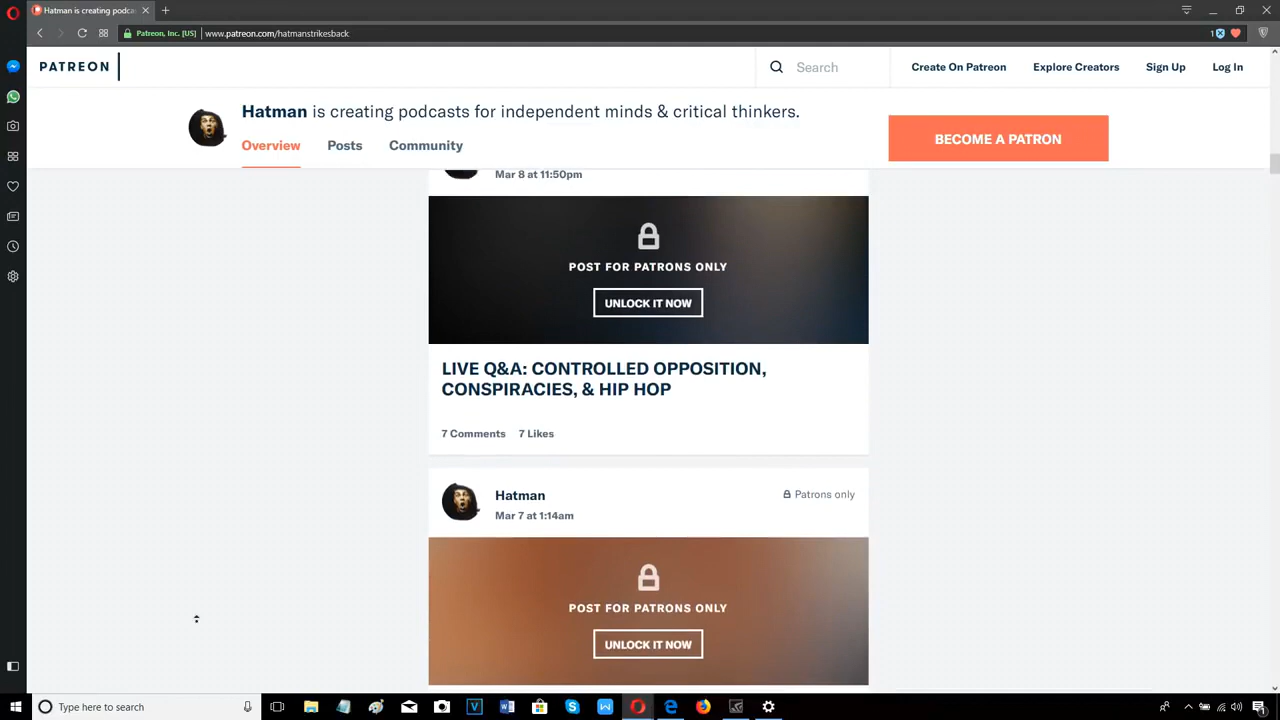 Hatman is creating podca
Patreon, Inc. [US]
www.patreon.com/hatmanstrikesback
1
PATREON
Search
Create On Patreon
Explore Creators
Sign Up
Log In
Hatman is creating podcasts for independent minds & critical thinkers.
Overview
Posts
Community
BECOME A PATRON
Mar 8 at 11:50pm
POST FOR PATRONS ONLY
UNLOCK IT NOW
LIVE Q&A: CONTROLLED OPPOSITION,
CONSPIRACIES, & HIP HOP
7 Comments
7 Likes
Hatman
Patrons only
Mar 7 at 1:14am
POST FOR PATRONS ONLY
UNLOCK IT NOW
Type here to search